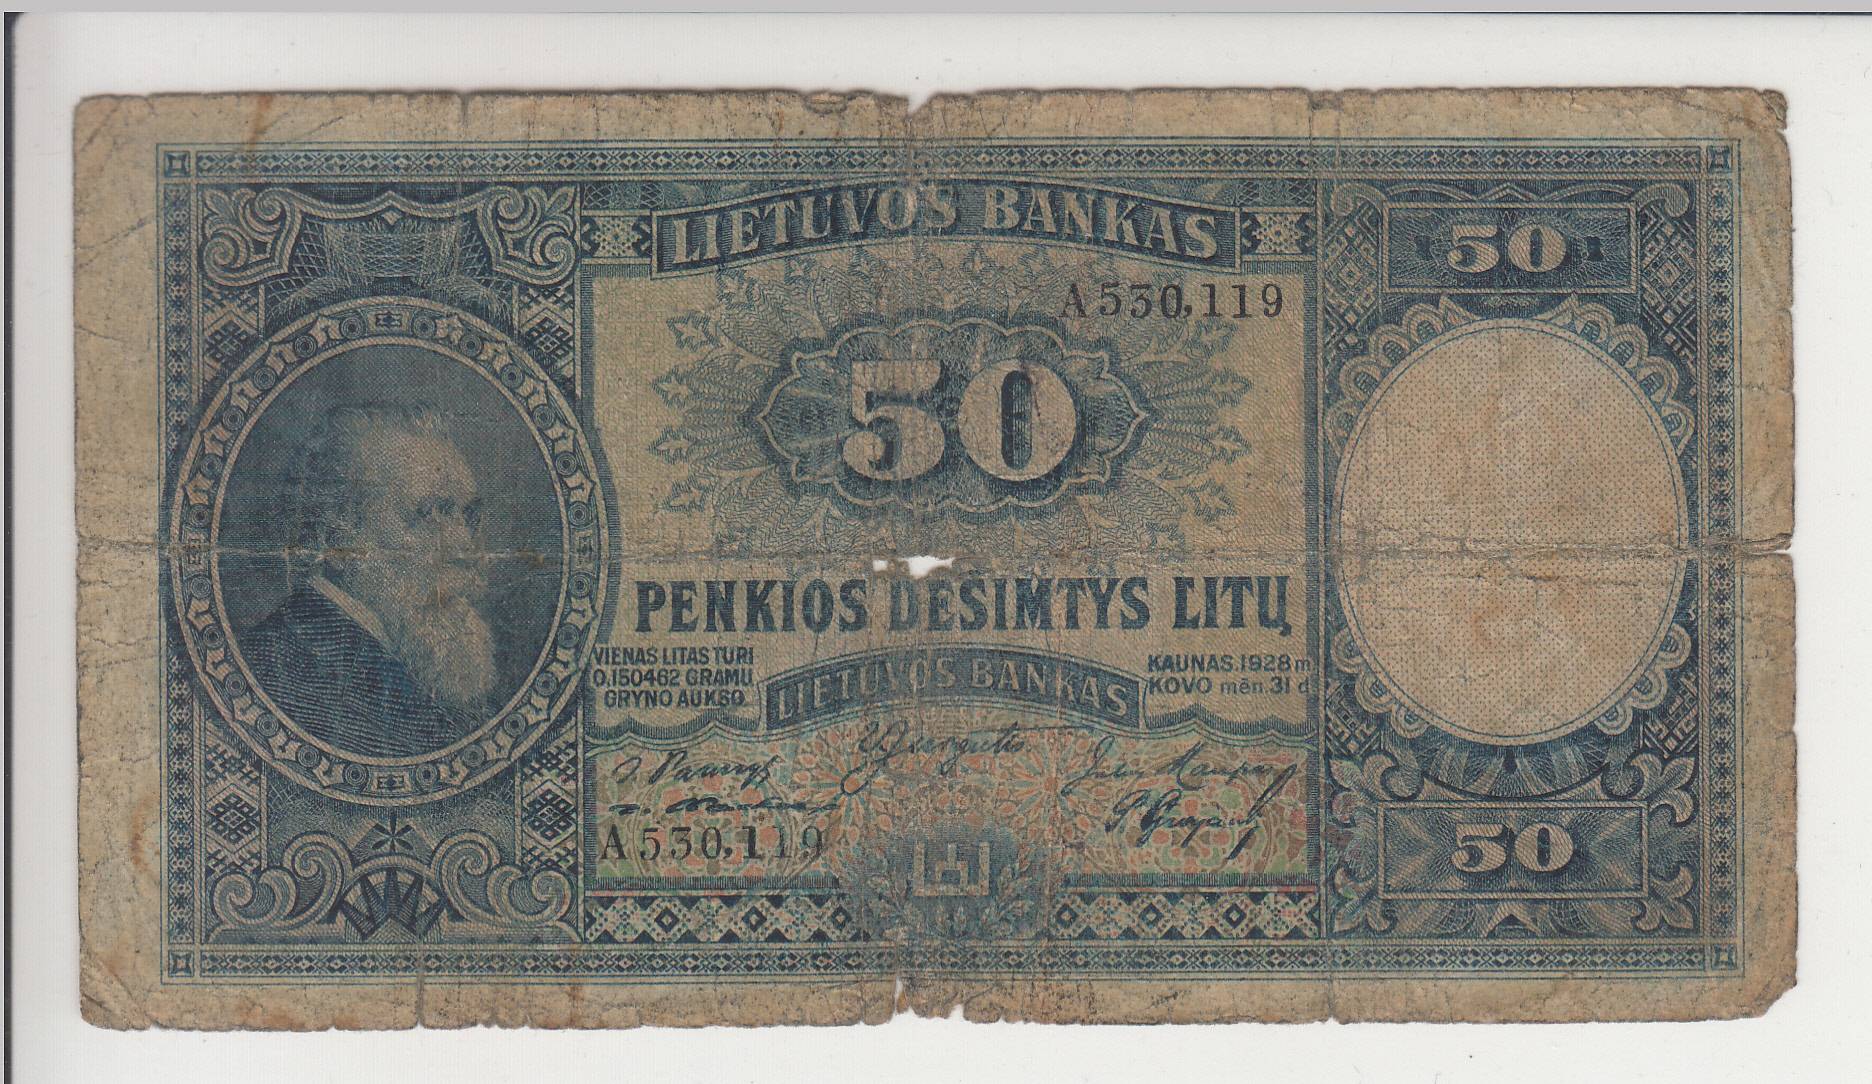 LIETUVOS BANKAS
50
A530,119
50
PENKIOS DEŠIMTYS LITŲ
VIENAS LITAS TURI
0,150462 GRAMŲ
GRYNO AUKSO.
LIETUVOS BANKAS
KAUNAS.1928 m.
KOVO mėn. 31 d.
A530,119
50